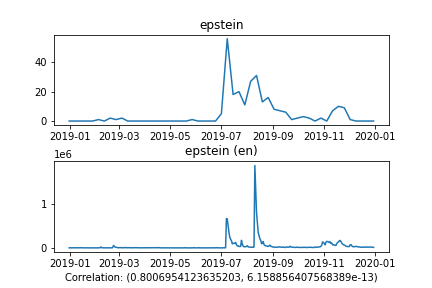 epstein
40
20
0
2019-01 2019-03 2019-05 2019-07 2019-09 2019-11 2020-01
epstein (en)
1e6
1
0
2019-01 2019-03 2019-05 2019-07 2019-09 2019-11 2020-01
Correlation: (0.8006954123635203, 6.158856407568389e-13)